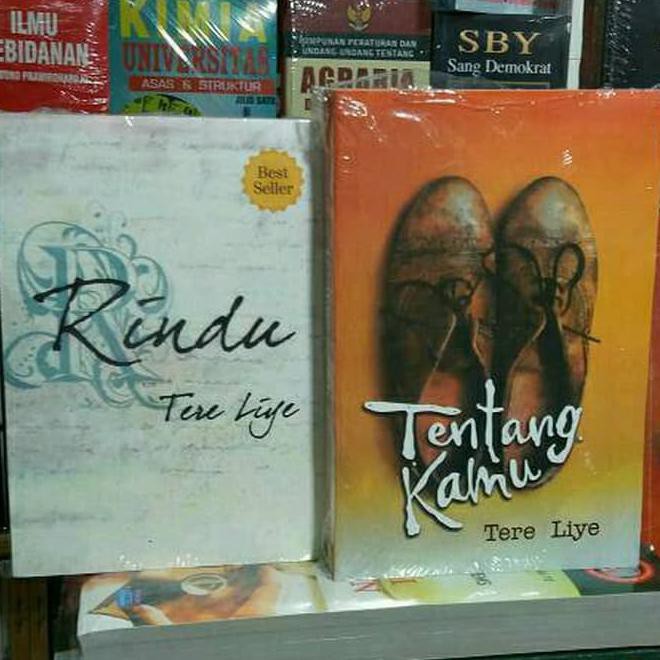 ILMU
EBIDANAN
KIMIA
UNIVERSITAS
ASAS & STRUKTUR
HIMPUNAN PERATURAN DAN
UNDANG-UNDANG TENTANG
AGRARIA
SBY
Sang Demokrat
Best
Seller
Rindu
Tere Liye
Tentang
Kamu
Tere Liye